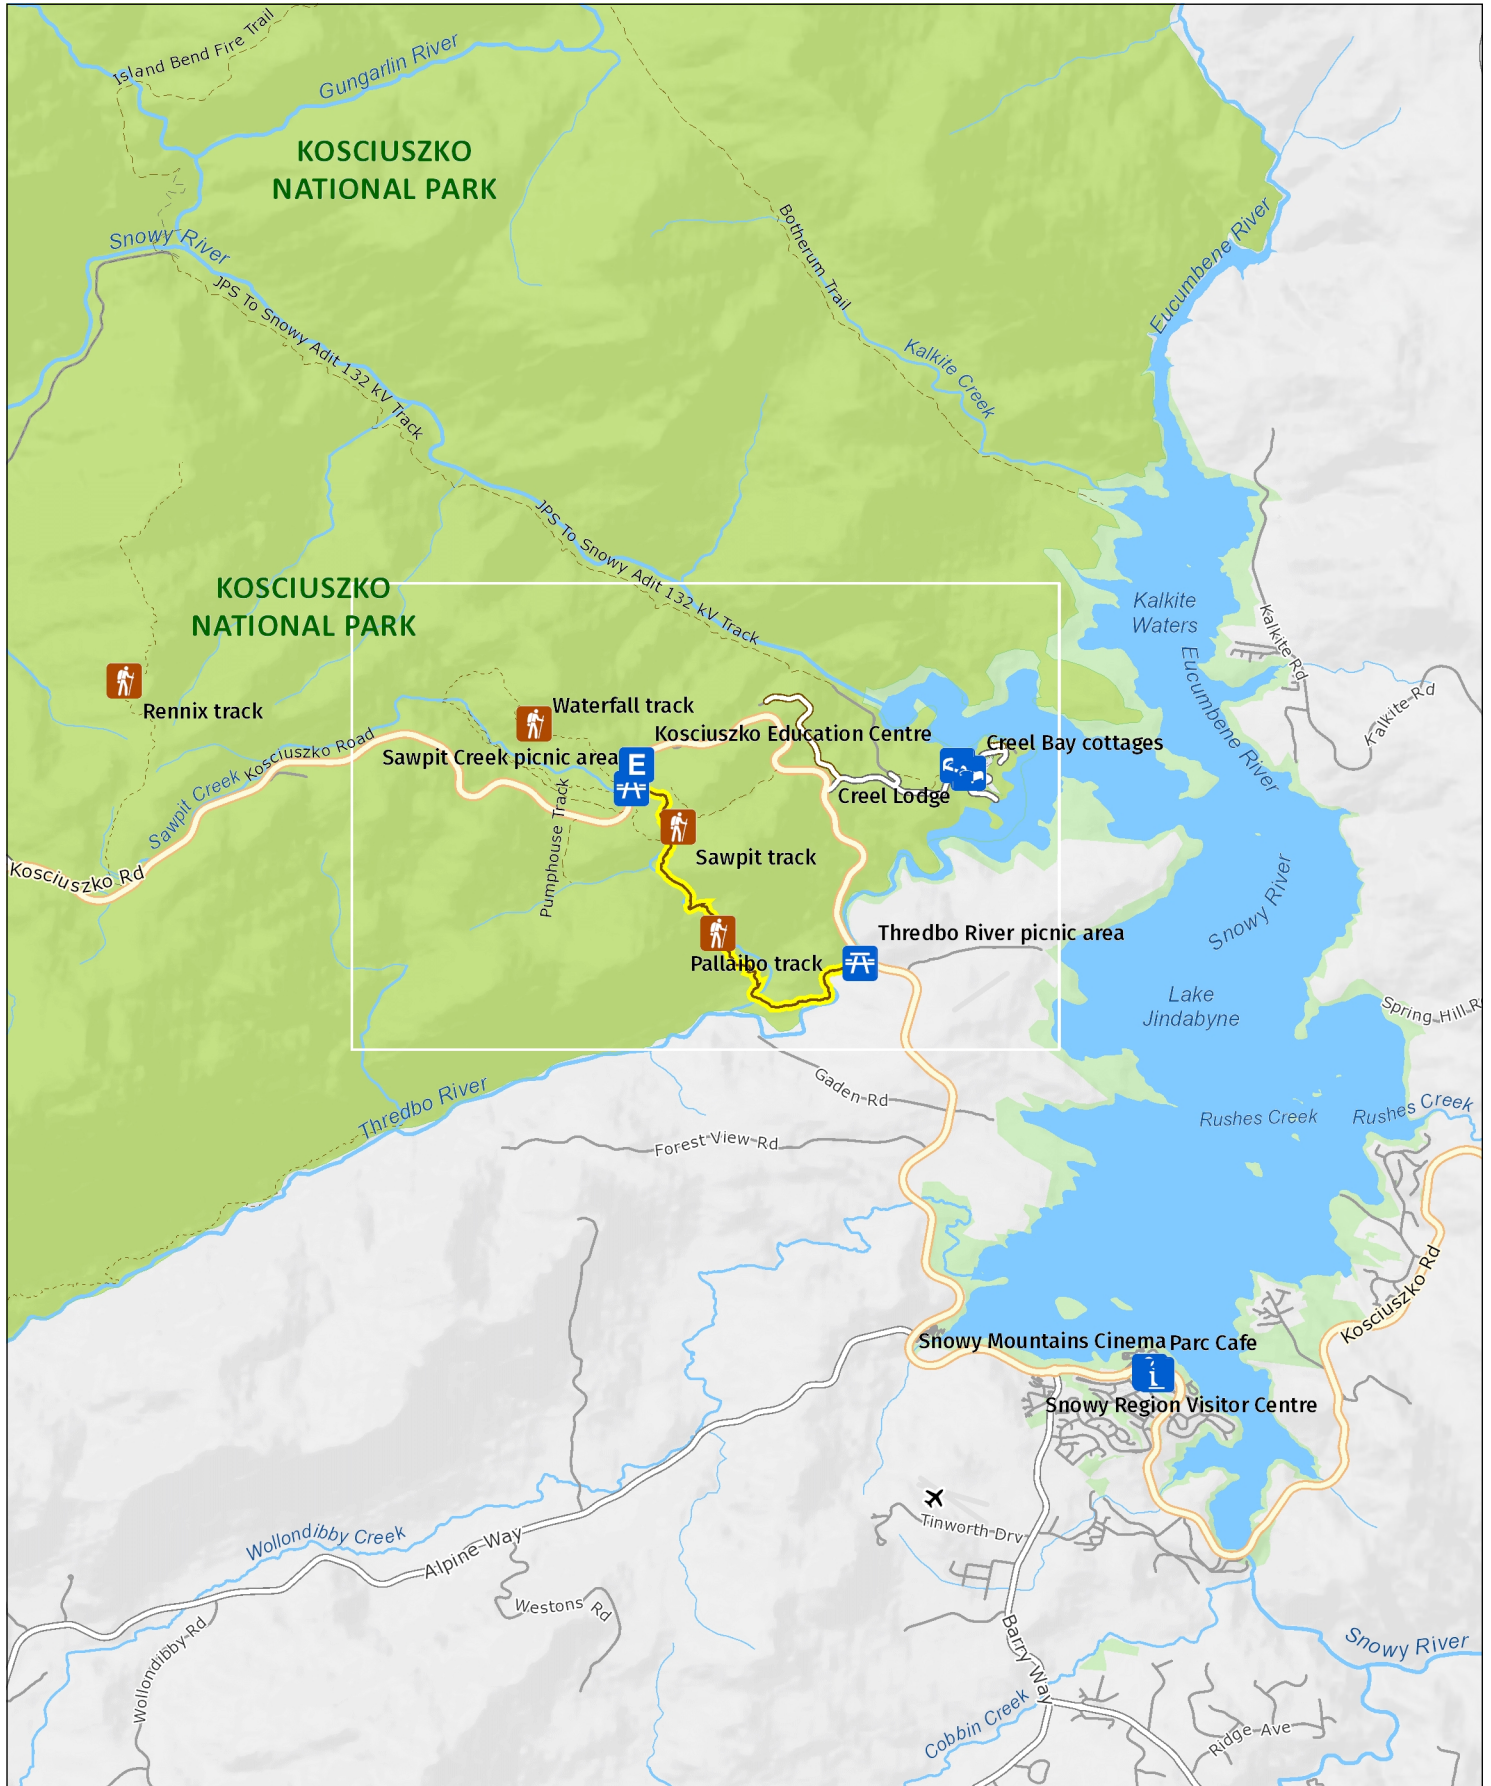 Island Bend Fire Trail
Gungarlin River
KOSCIUSZKO
NATIONAL PARK
Snowy River
Botherum Trail
Eucumbene River
JPS To Snowy Adit 132 kV Track
Kalkite Creek
JPS To Snowy Adit 132 kV Track
KOSCIUSZKO
NATIONAL PARK
Kalkite
Waters
Kalkite Rd
Eucumbene River
Kalkite Rd
Rennix track
Waterfall track
Kosciuszko Education Centre
Creel Bay cottages
Kosciuszko Road
Sawpit Creek picnic area
E
Sawpit Creek
Creel Lodge
Pumphouse Track
Sawpit track
Kosciuszko Rd
Snowy River
Thredbo River picnic area
Pallaibo track
Lake
Jindabyne
Spring Hill R
Gaden Rd
Thredbo River
Rushes Creek
Rushes Creek
Forest View Rd
Kosciuszko Rd
Snowy Mountains Cinema
Parc Cafe
i
Snowy Region Visitor Centre
Tinworth Drv
Wollondibby Creek
Alpine Way
Westons Rd
Wollondibby Rd
Barry Way
Snowy River
Cobbin Creek
Ridge Ave